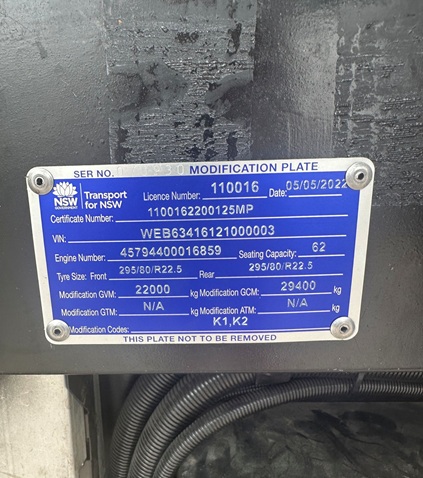 SER NO. MODIFICATION PLATE
NSW GOVERNMENT Transport for NSW Licence Number: 110016 Date: 05/05/2022
Certificate Number: 1100162200125MP
VIN: WEB63416121000003
Engine Number: 45794400016859 Seating Capacity: 62
Tyre Size: Front 295/80/R22.5 Rear 295/80/R22.5
Modification GVM: 22000 kg Modification GCM: 29400 kg
Modification GTM: N/A kg Modification ATM: N/A kg
Modification Codes: K1,K2
THIS PLATE NOT TO BE REMOVED